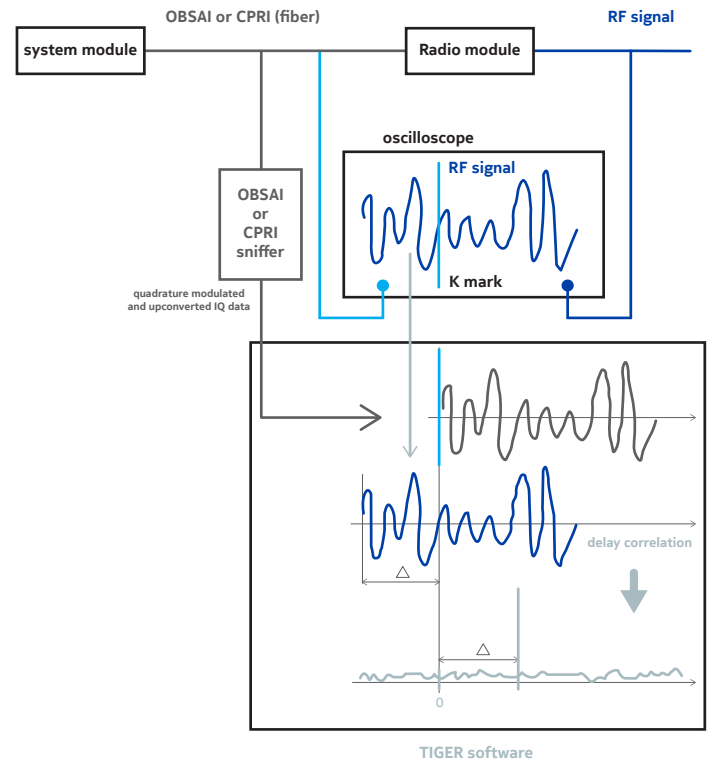 OBSAI or CPRI (fiber)
RF signal
system module
Radio module
oscilloscope
RF signal
OBSAI
or
CPRI
sniffer
K mark
quadrature modulated
and upconverted IQ data
delay correlation
△
△
0
TIGER software